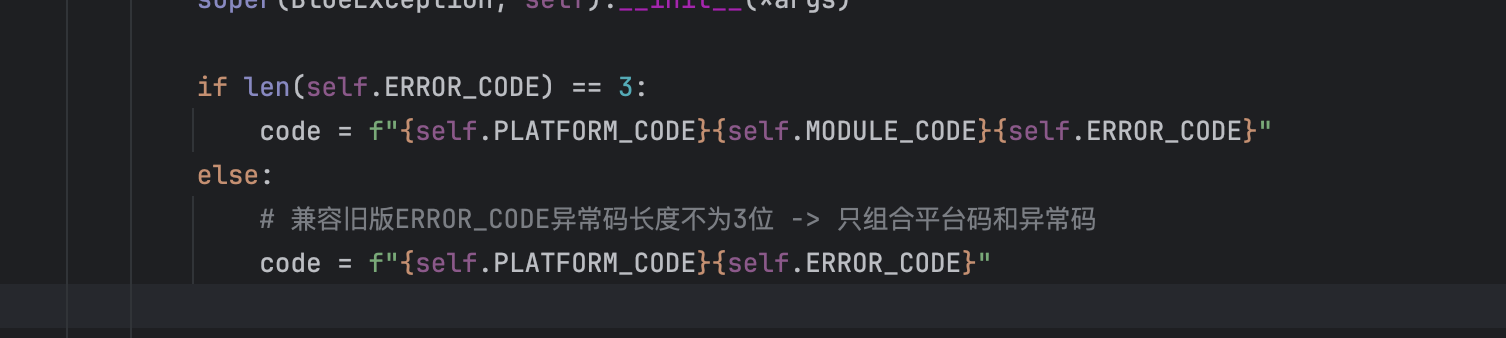 super(BlueException, self).__init__(*args)
if len(self.ERROR_CODE) == 3:
code = f"{self.PLATFORM_CODE}{self.MODULE_CODE}{self.ERROR_CODE}"
else:
# 兼容旧版ERROR_CODE异常码长度不为3位 -> 只组合平台码和异常码
code = f"{self.PLATFORM_CODE}{self.ERROR_CODE}"